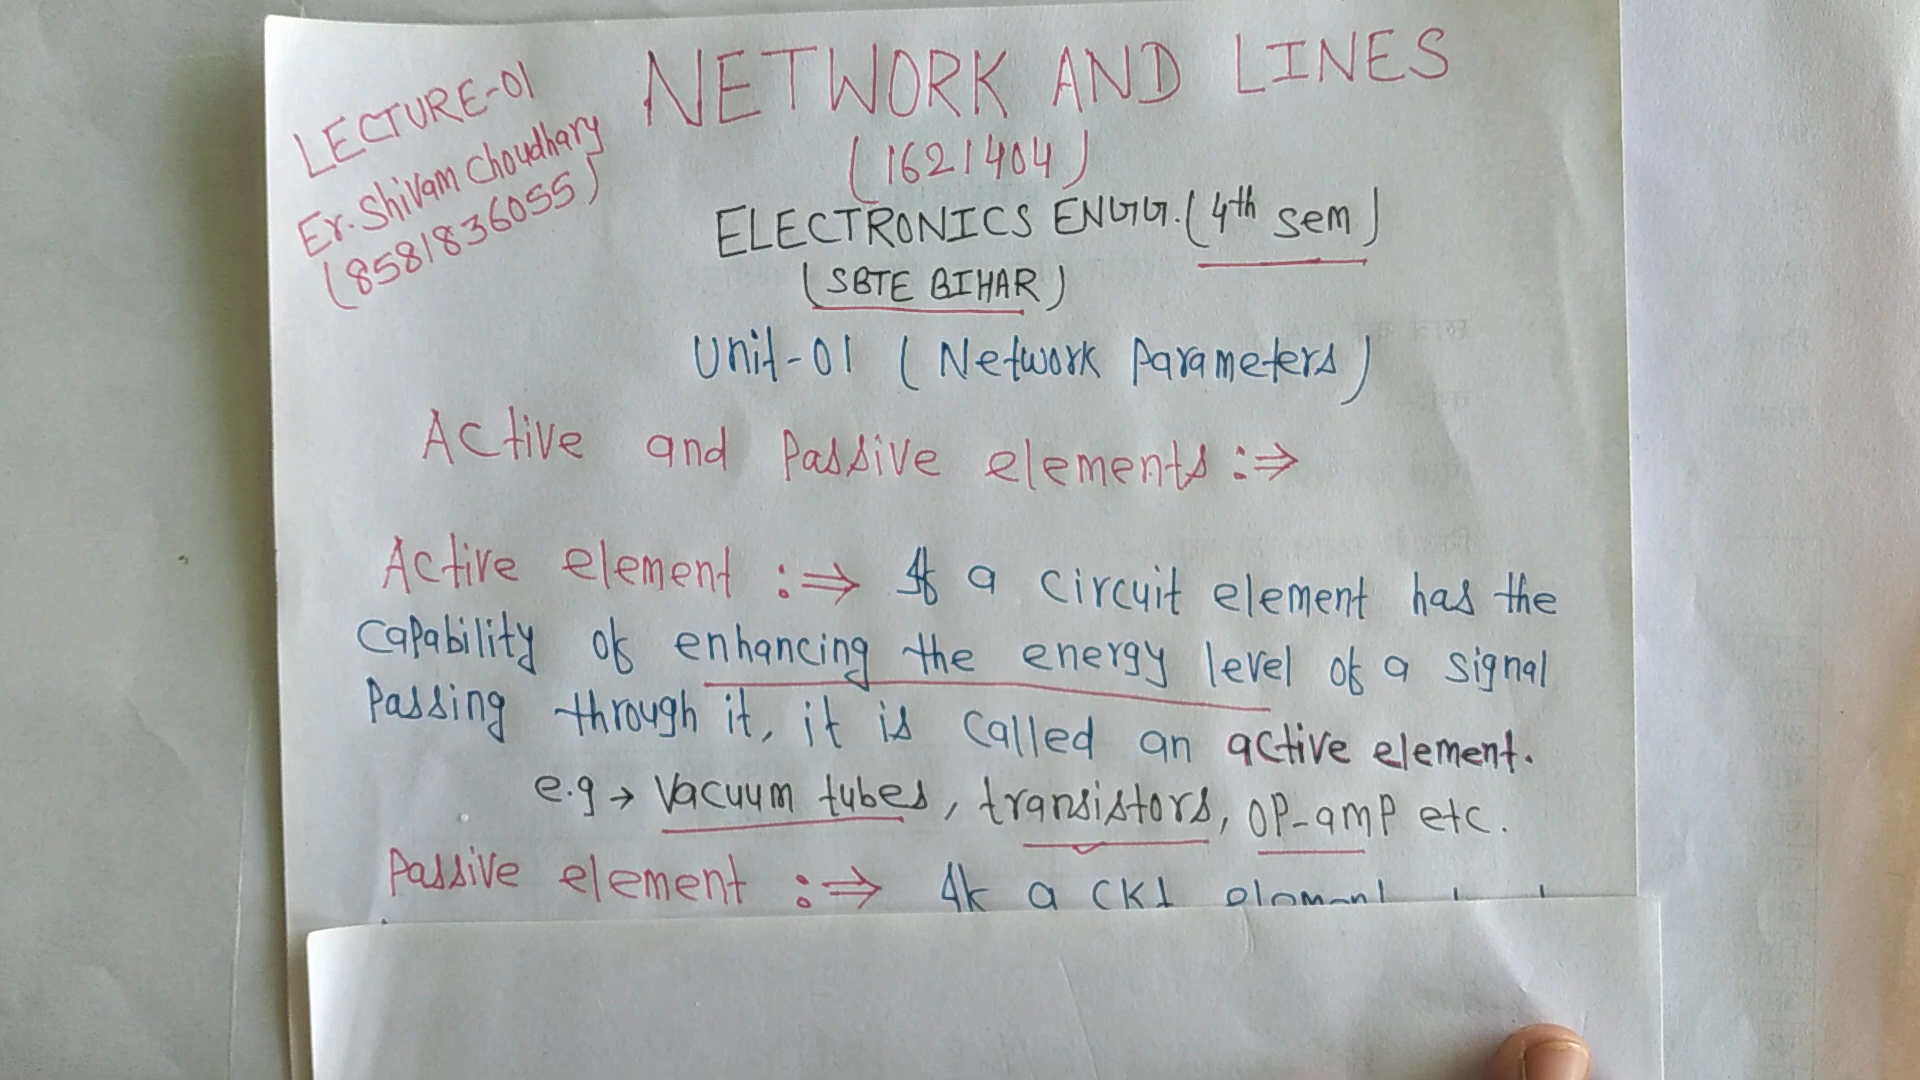 LECTURE-01
Er. Shivam Choudhary
(8581836055)
NETWORK AND LINES
(1621404)
ELECTRONICS ENGG. (4th sem)
(SBTE BIHAR)
Unit-01 (Network Parameters)
Active and Passive elements :⇒
Active element :⇒ If a circuit element has the
capability of enhancing the energy level of a signal
Passing through it, it is called an active element.
e.g → Vacuum tubes, transistors, OP-amp etc.
Passive element :⇒ If a ckt element